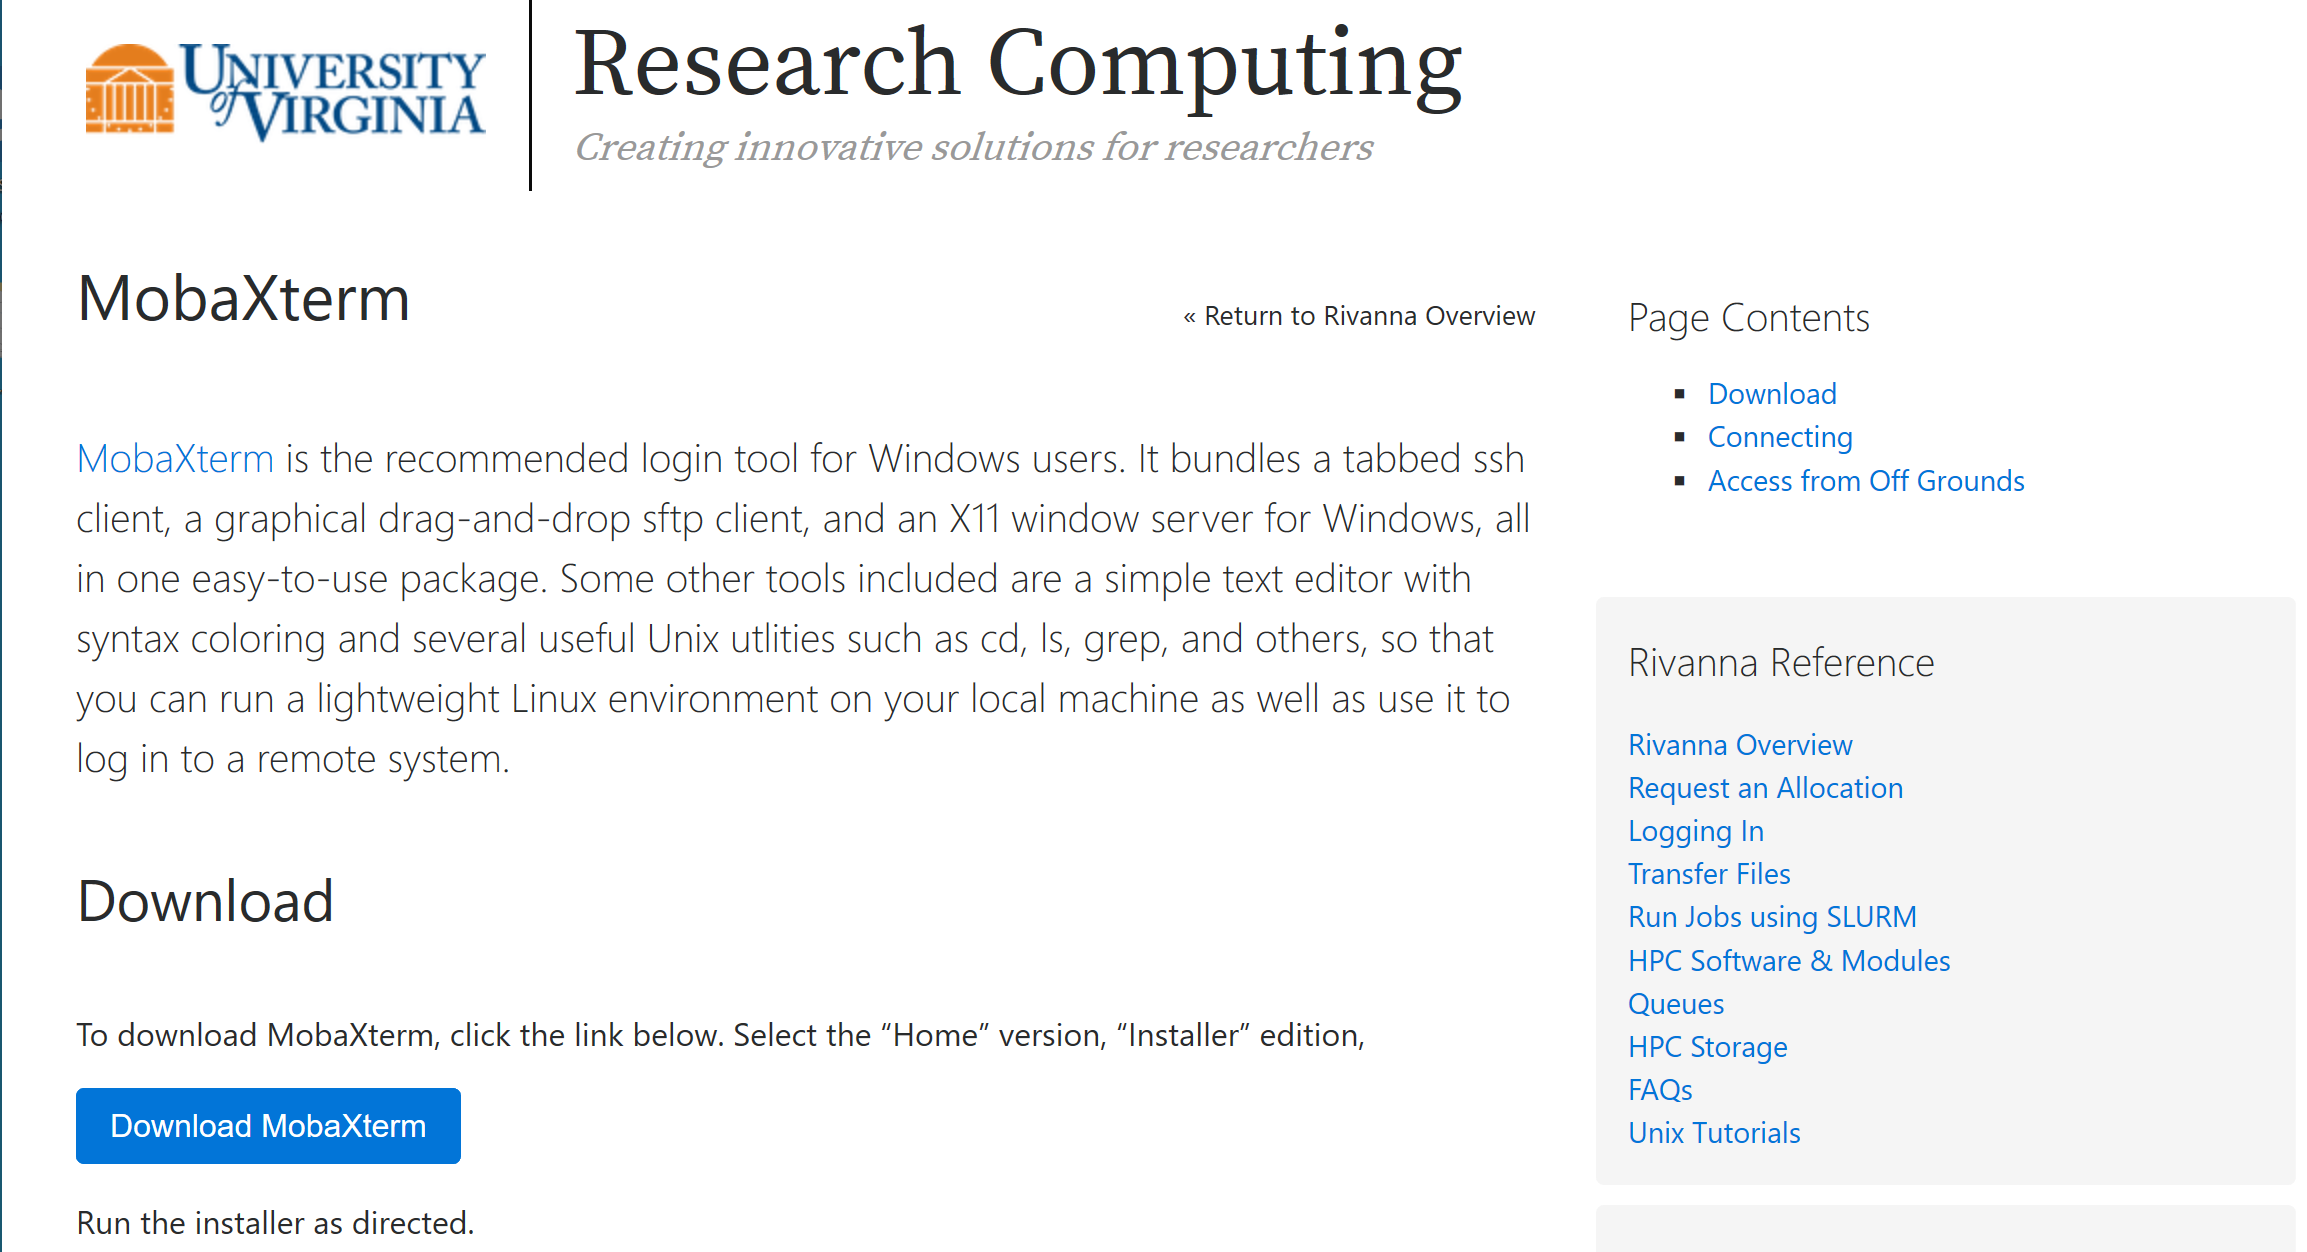 UNIVERSITY
of VIRGINIA
Research Computing
Creating innovative solutions for researchers
MobaXterm
« Return to Rivanna Overview
MobaXterm is the recommended login tool for Windows users. It bundles a tabbed ssh
client, a graphical drag-and-drop sftp client, and an X11 window server for Windows, all
in one easy-to-use package. Some other tools included are a simple text editor with
syntax coloring and several useful Unix utlities such as cd, ls, grep, and others, so that
you can run a lightweight Linux environment on your local machine as well as use it to
log in to a remote system.
Download
To download MobaXterm, click the link below. Select the “Home” version, “Installer” edition,
Download MobaXterm
Run the installer as directed.
Page Contents
▪ Download
▪ Connecting
▪ Access from Off Grounds
Rivanna Reference
Rivanna Overview
Request an Allocation
Logging In
Transfer Files
Run Jobs using SLURM
HPC Software & Modules
Queues
HPC Storage
FAQs
Unix Tutorials